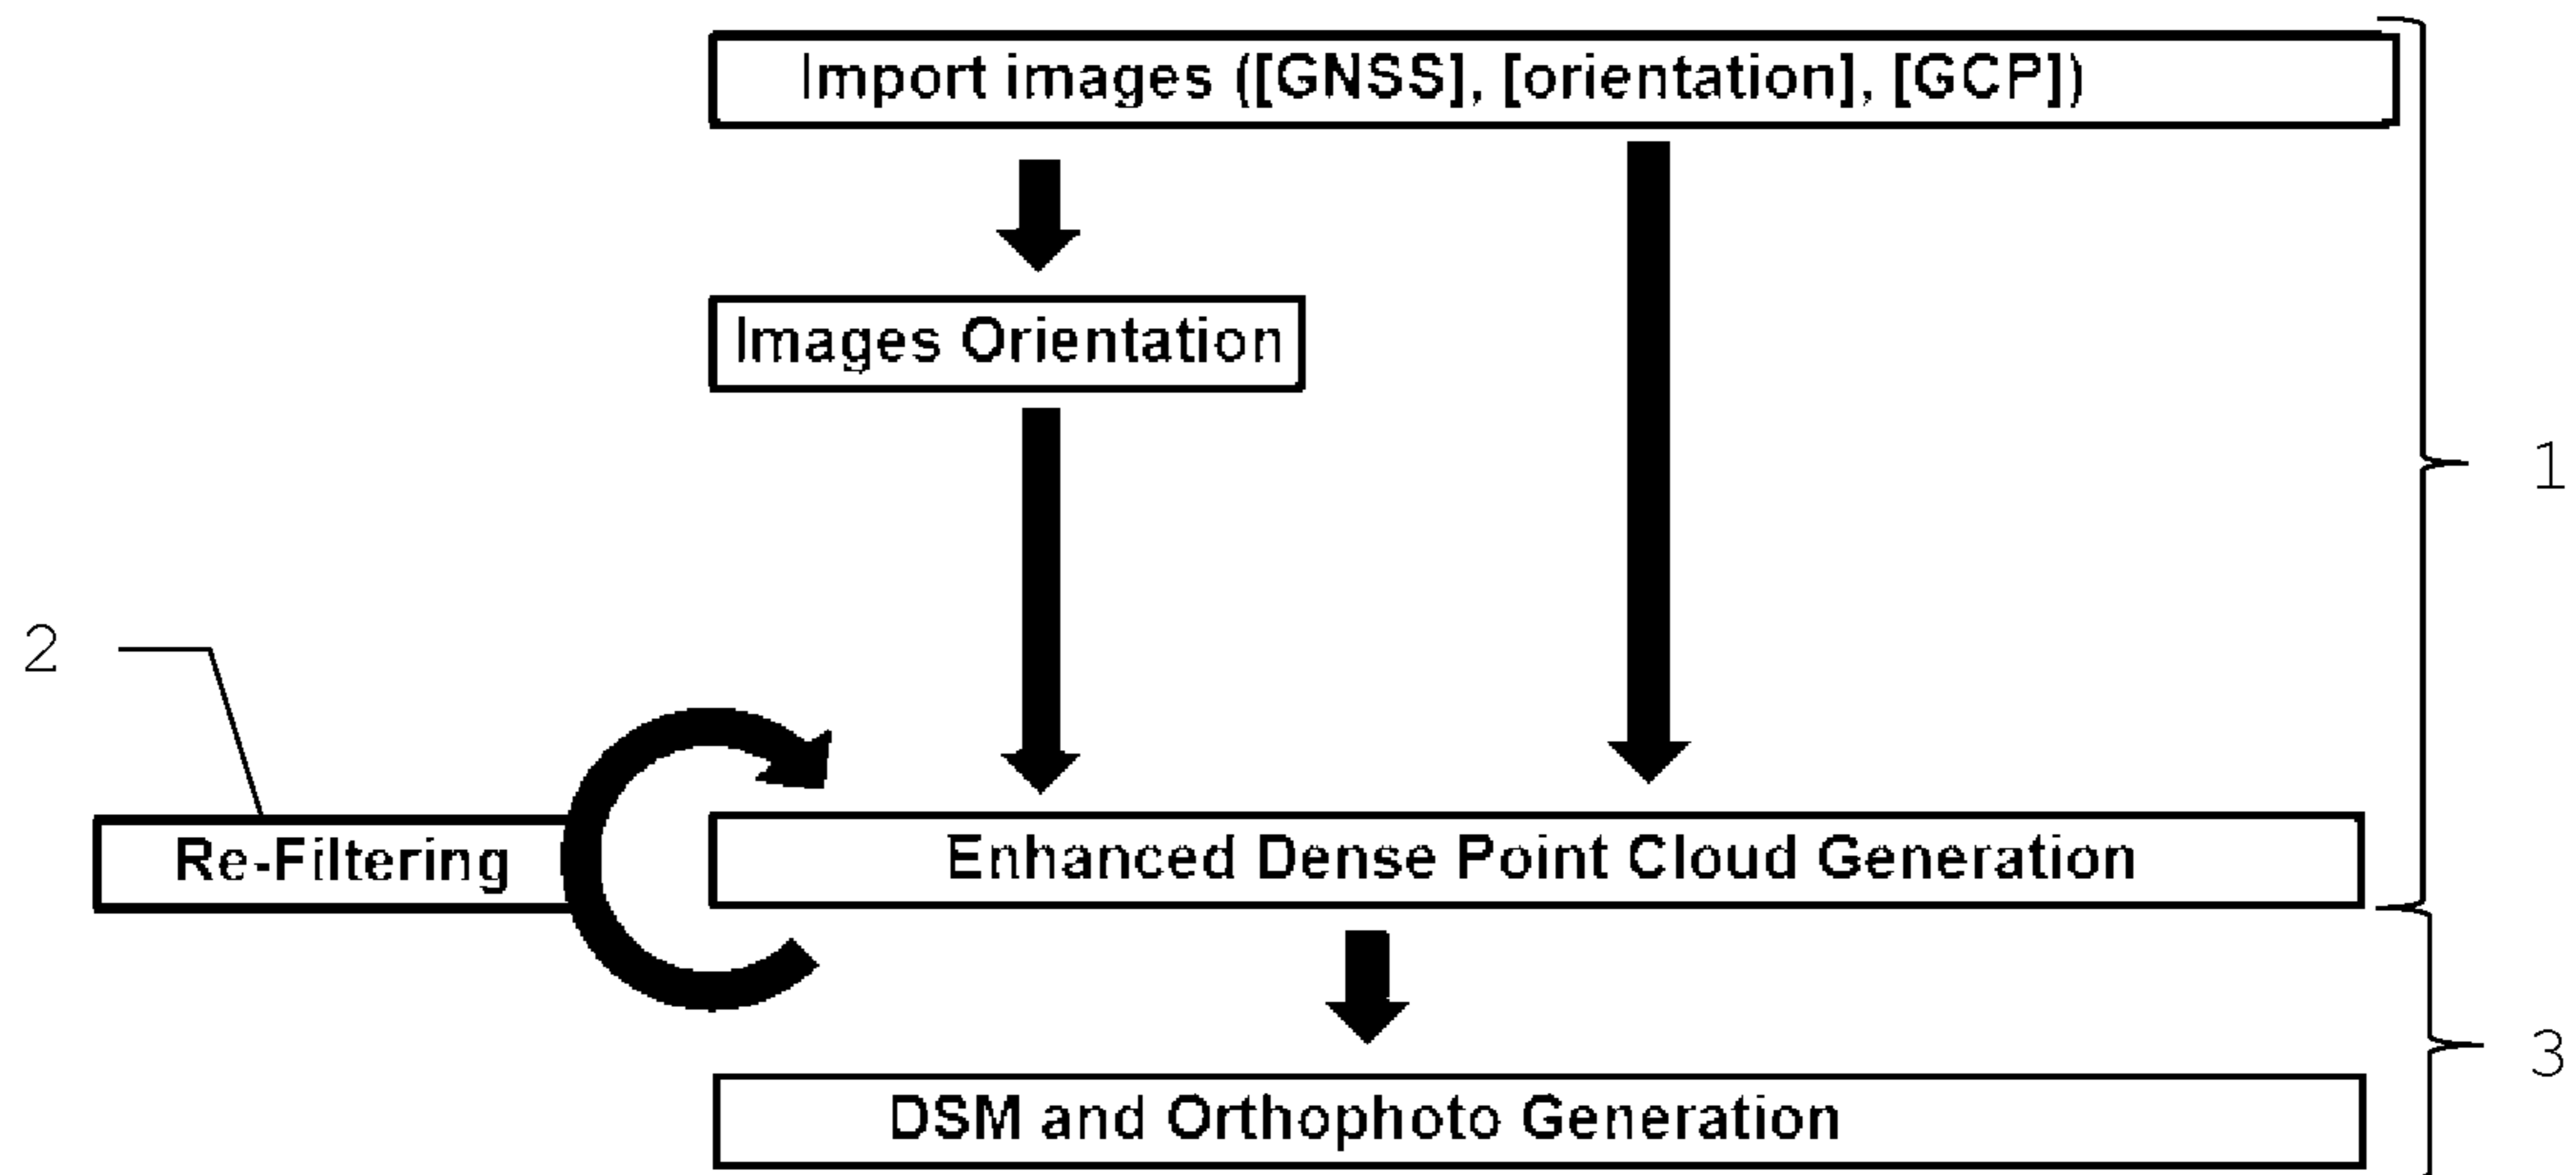 Import images ([GNSS], [orientation], [GCP])
Images Orientation
1
2
Re-Filtering
Enhanced Dense Point Cloud Generation
3
DSM and Orthophoto Generation